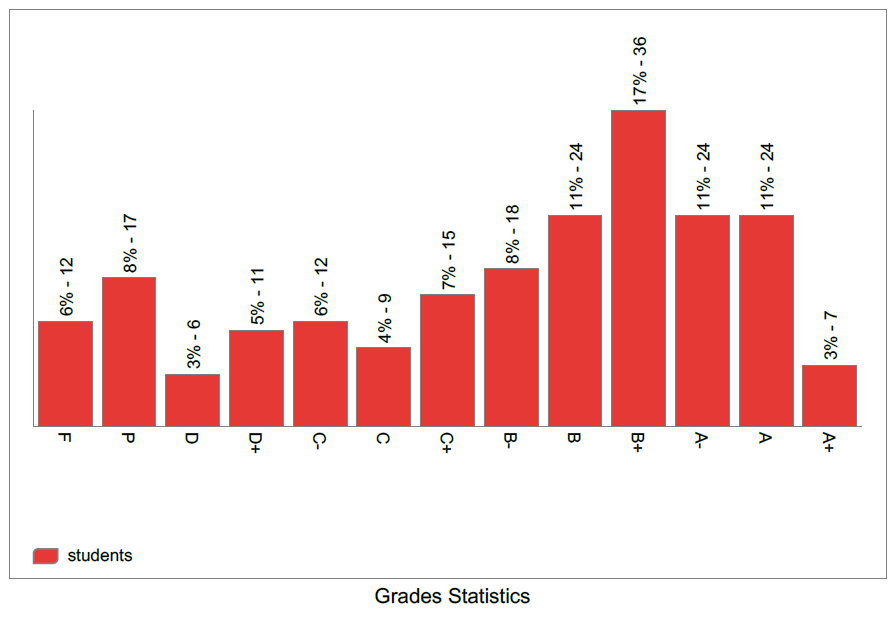 6% - 12
8% - 17
3% - 6
5% - 11
6% - 12
4% - 9
7% - 15
8% - 18
11% - 24
17% - 36
11% - 24
11% - 24
3% - 7
F
P
D
D+
C-
C
C+
B-
B
B+
A-
A
A+
students
Grades Statistics